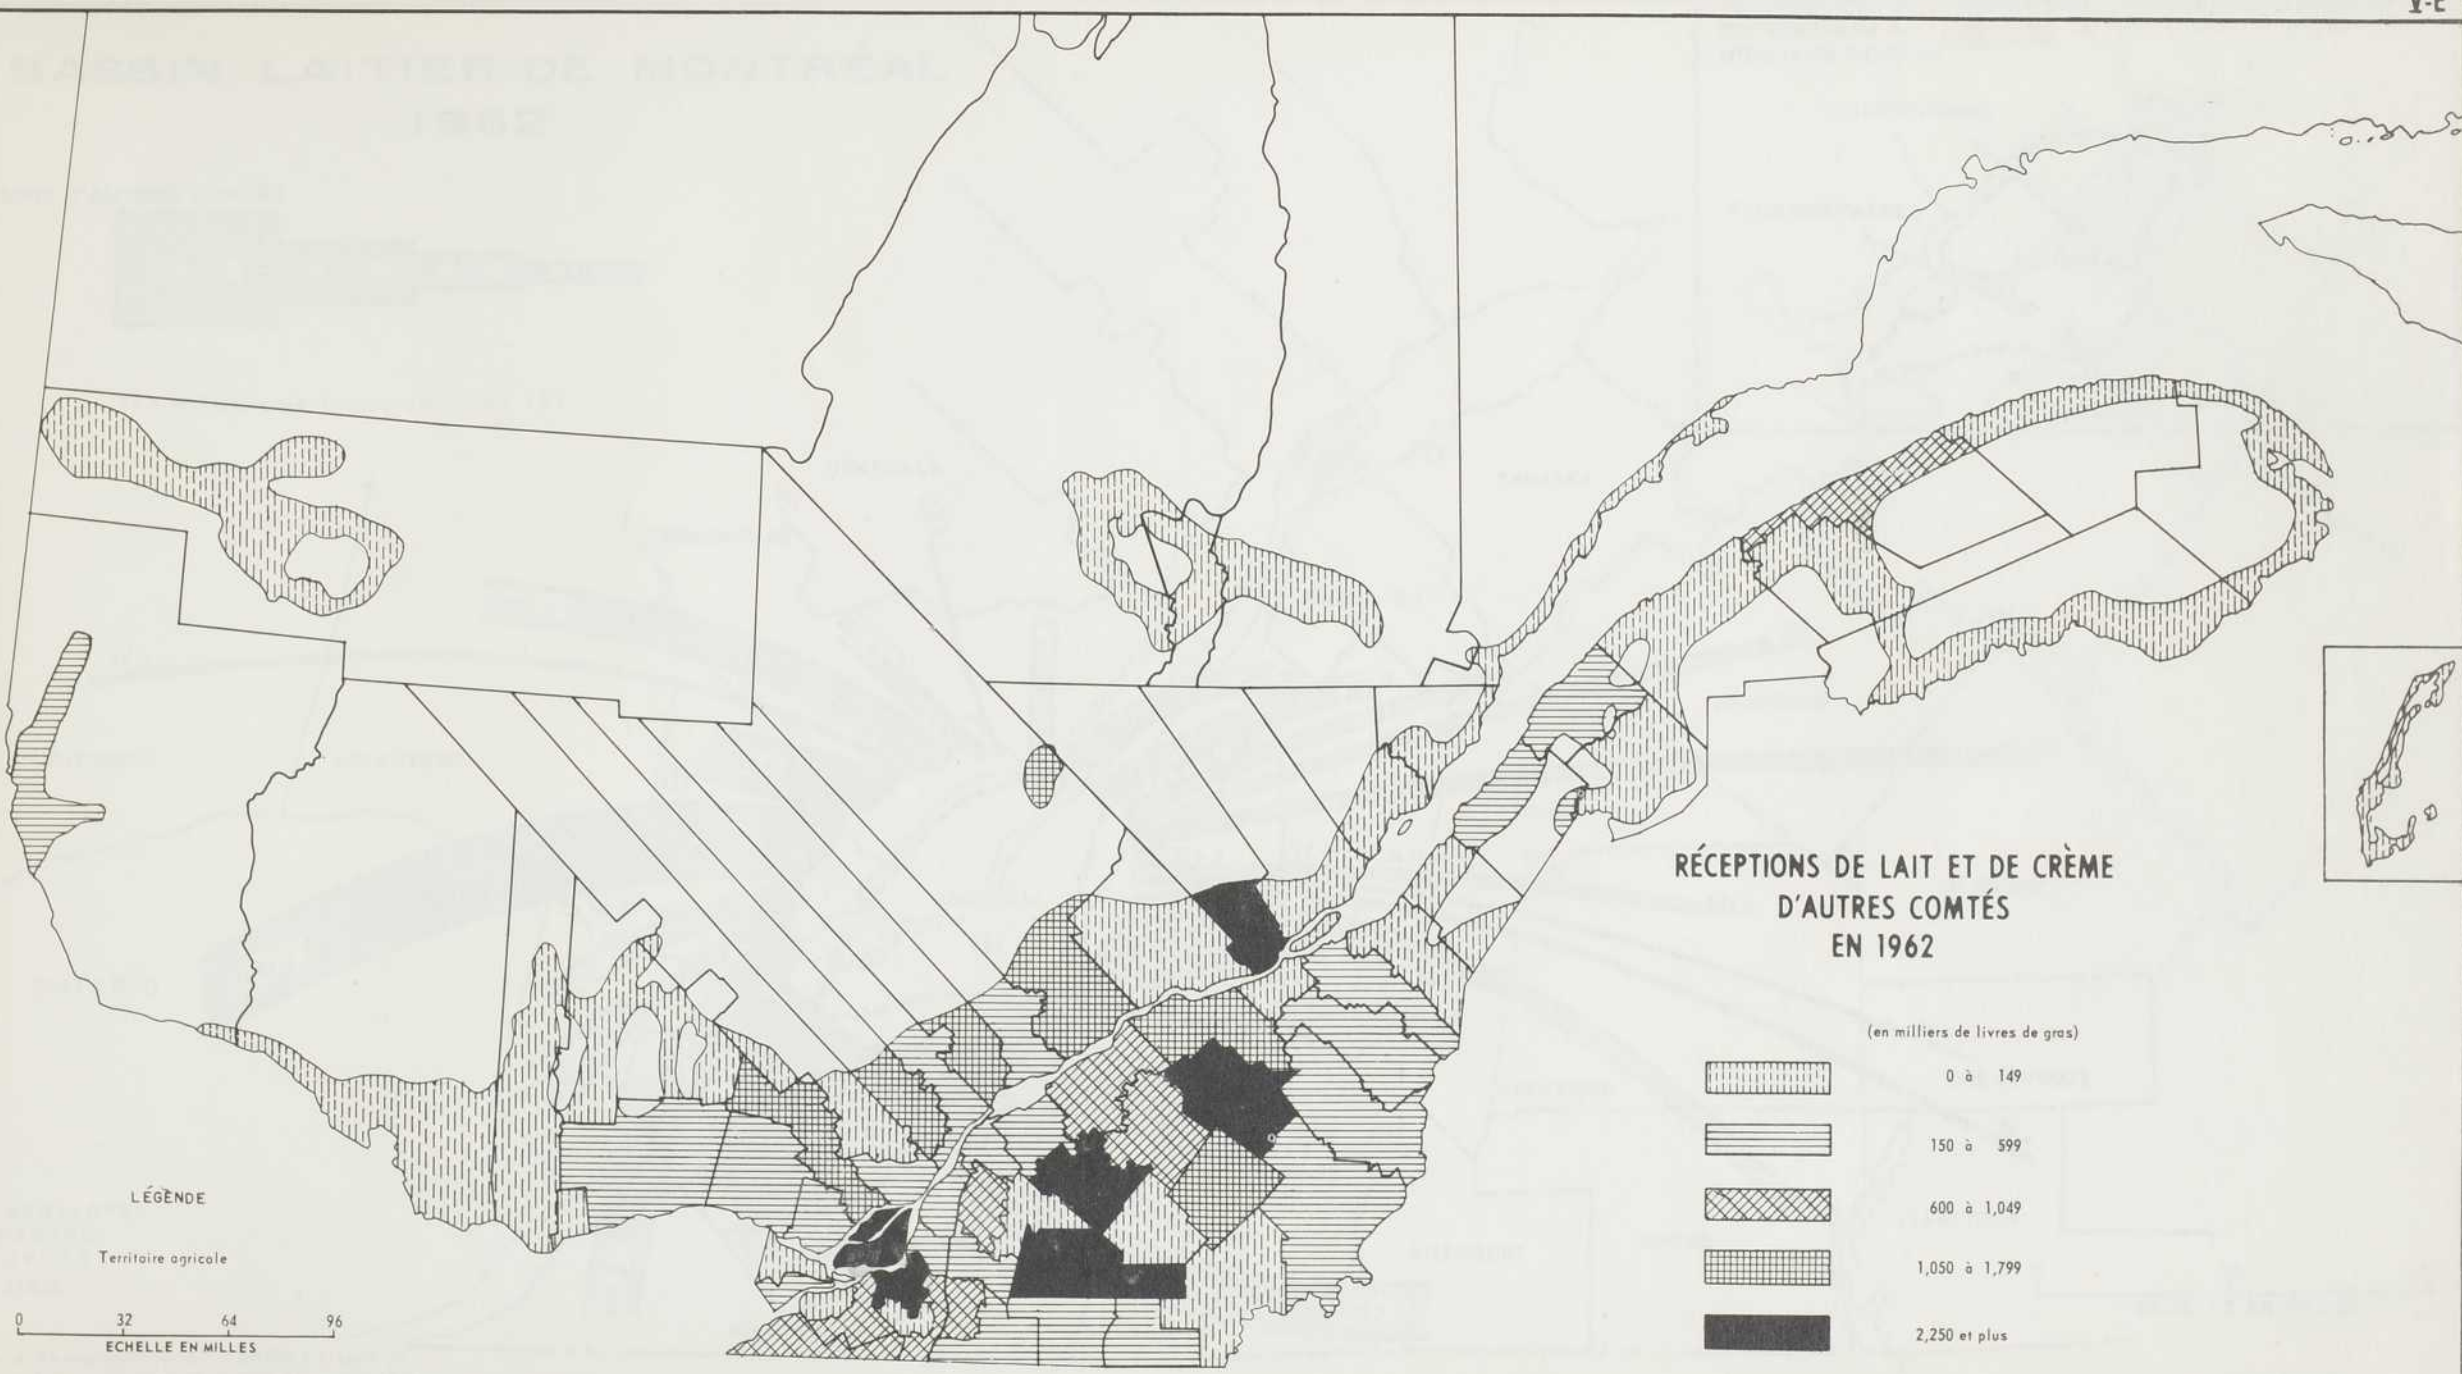 V-E
RÉCEPTIONS DE LAIT ET DE CRÈME
D'AUTRES COMTÉS
EN 1962
(en milliers de livres de gras)
0 à 149
150 à 599
600 à 1,049
1,050 à 1,799
2,250 et plus
LÉGENDE
Territoire agricole
0 32 64 96
ECHELLE EN MILLES